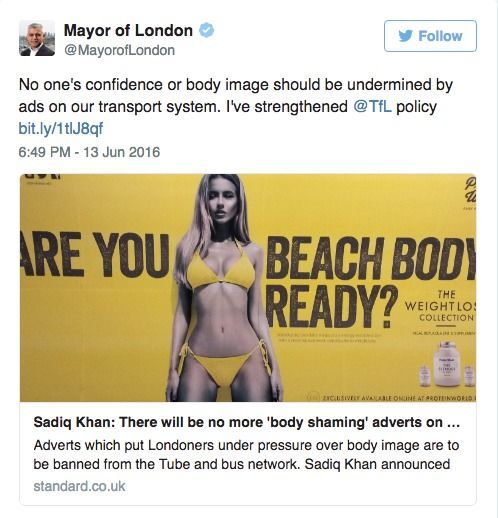 Mayor of London
@MayorofLondon
Follow
No one's confidence or body image should be undermined by
ads on our transport system. I've strengthened @TfL policy
bit.ly/1tlJ8qf
6:49 PM - 13 Jun 2016
ARE YOU
BEACH BODY
READY?
THE
WEIGHT LOS
COLLECTION
EXCLUSIVELY AVAILABLE ONLINE AT PROTEINWORLD.
Sadiq Khan: There will be no more 'body shaming' adverts on ...
Adverts which put Londoners under pressure over body image are to
be banned from the Tube and bus network. Sadiq Khan announced
standard.co.uk